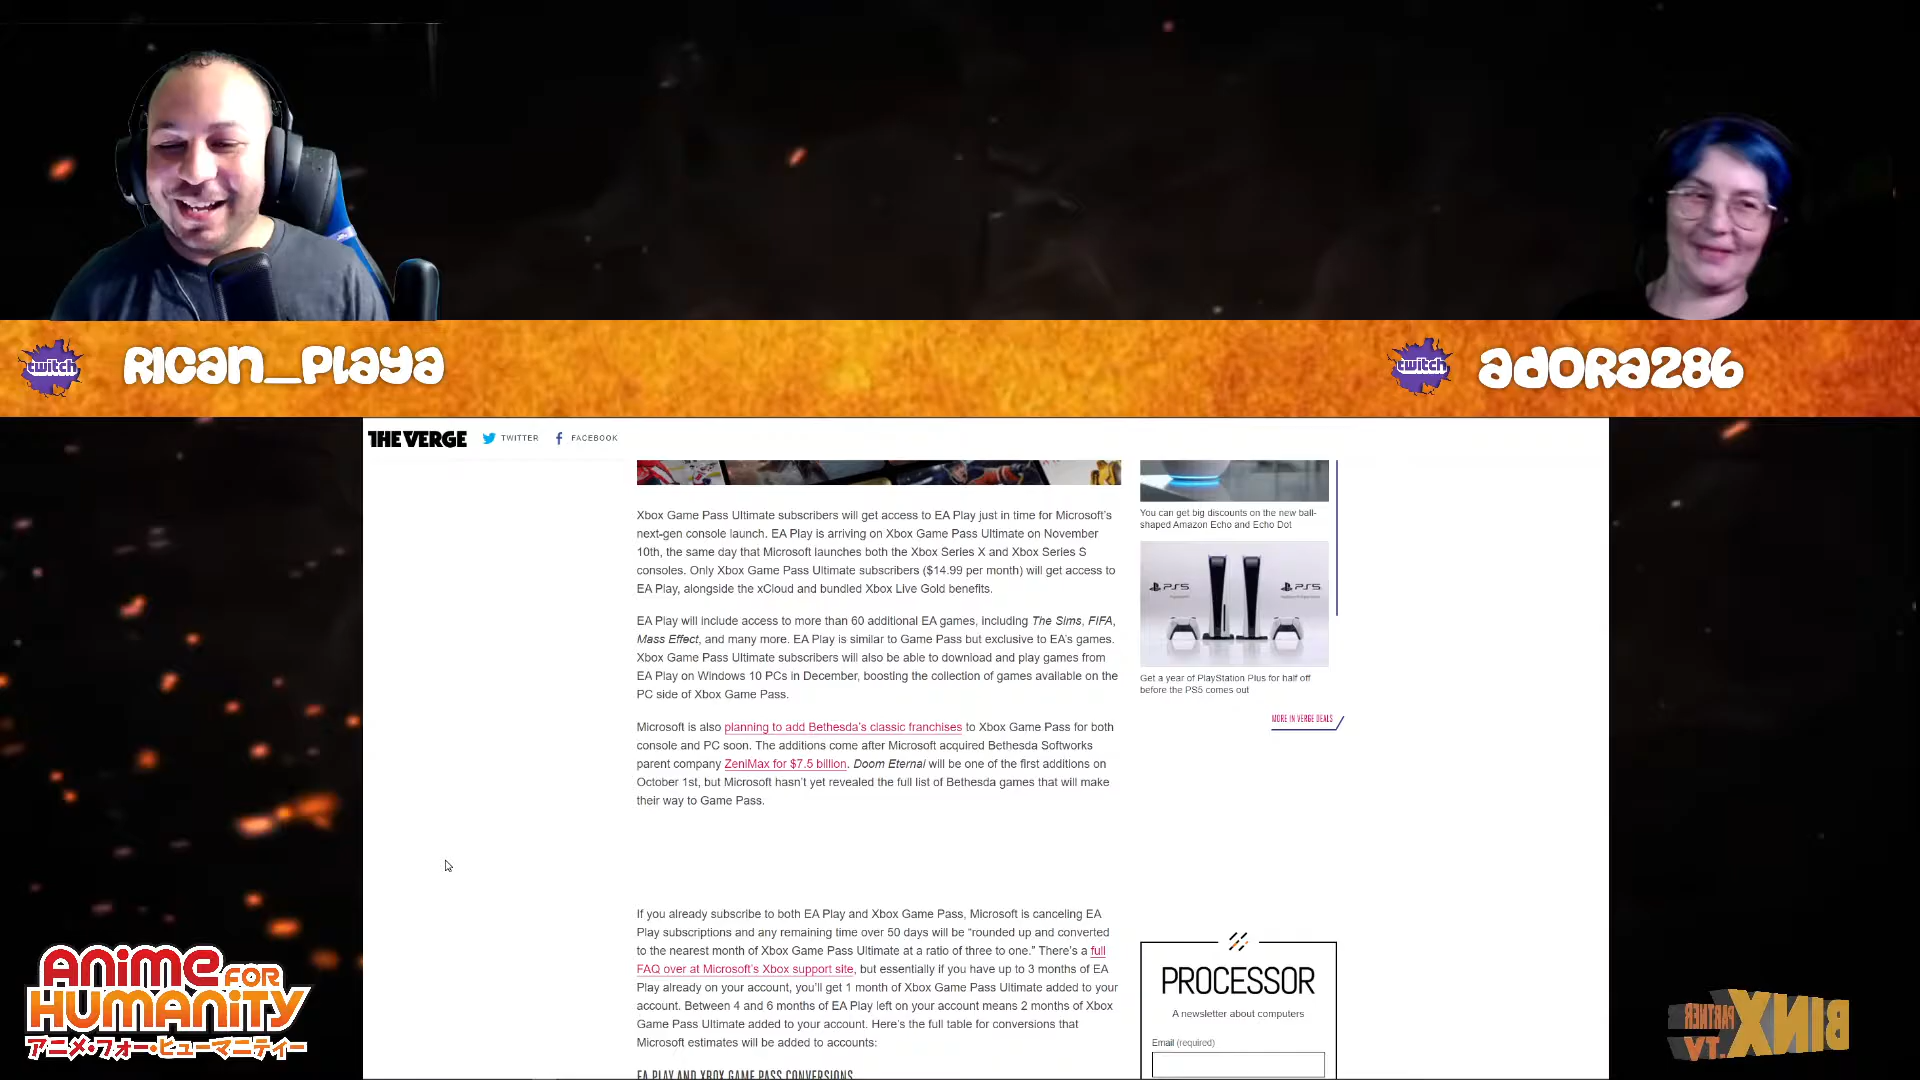 twitch
Rican_Playa
twitch
adora286
THE VERGE
TWITTER
FACEBOOK
Xbox Game Pass Ultimate subscribers will get access to EA Play just in time for Microsoft's
next-gen console launch. EA Play is arriving on Xbox Game Pass Ultimate on November
10th, the same day that Microsoft launches both the Xbox Series X and Xbox Series S
consoles. Only Xbox Game Pass Ultimate subscribers ($14.99 per month) will get access to
EA Play, alongside the xCloud and bundled Xbox Live Gold benefits.
EA Play will include access to more than 60 additional EA games, including The Sims, FIFA,
Mass Effect, and many more. EA Play is similar to Game Pass but exclusive to EA's games.
Xbox Game Pass Ultimate subscribers will also be able to download and play games from
EA Play on Windows 10 PCs in December, boosting the collection of games available on the
PC side of Xbox Game Pass.
Microsoft is also planning to add Bethesda's classic franchises to Xbox Game Pass for both
console and PC soon. The additions come after Microsoft acquired Bethesda Softworks
parent company ZeniMax for $7.5 billion. Doom Eternal will be one of the first additions on
October 1st, but Microsoft hasn't yet revealed the full list of Bethesda games that will make
their way to Game Pass.
If you already subscribe to both EA Play and Xbox Game Pass, Microsoft is canceling EA
Play subscriptions and any remaining time over 50 days will be “rounded up and converted
to the nearest month of Xbox Game Pass Ultimate at a ratio of three to one.” There's a full
FAQ over at Microsoft's Xbox support site, but essentially if you have up to 3 months of EA
Play already on your account, you'll get 1 month of Xbox Game Pass Ultimate added to your
account. Between 4 and 6 months of EA Play left on your account means 2 months of Xbox
Game Pass Ultimate added to your account. Here's the full table for conversions that
Microsoft estimates will be added to accounts:
EA PLAY AND XBOX GAME PASS CONVERSIONS
You can get big discounts on the new ball-
shaped Amazon Echo and Echo Dot
PS5
PS5
Get a year of PlayStation Plus for half off
before the PS5 comes out
MORE IN VERGE DEALS
PROCESSOR
A newsletter about computers
Email (required)
Anime FOR
HUMANITY
アニメ・フォー・ヒューマニティー
BINX
.TV
PARTNER